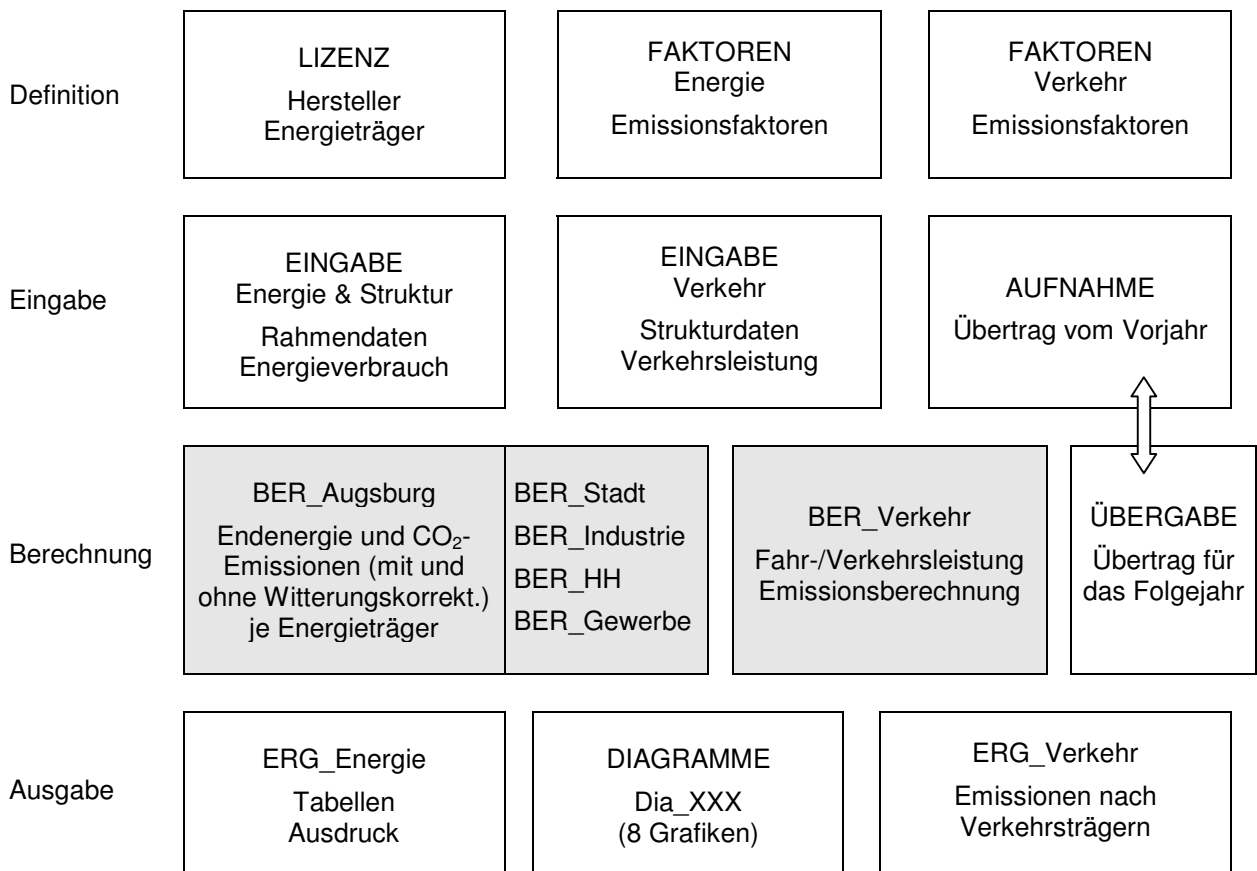 Definition
LIZENZ
Hersteller
Energieträger
FAKTOREN
Energie
Emissionsfaktoren
FAKTOREN
Verkehr
Emissionsfaktoren
Eingabe
EINGABE
Energie & Struktur
Rahmendaten
Energieverbrauch
EINGABE
Verkehr
Strukturdaten
Verkehrsleistung
AUFNAHME
Übertrag vom Vorjahr
Berechnung
BER_Augsburg
Endenergie und CO₂-
Emissionen (mit und
ohne Witterungskorrekt.)
je Energieträger
BER_Stadt
BER_Industrie
BER_HH
BER_Gewerbe
BER_Verkehr
Fahr-/Verkehrsleistung
Emissionsberechnung
ÜBERGABE
Übertrag für
das Folgejahr
Ausgabe
ERG_Energie
Tabellen
Ausdruck
DIAGRAMME
Dia_XXX
(8 Grafiken)
ERG_Verkehr
Emissionen nach
Verkehrsträgern